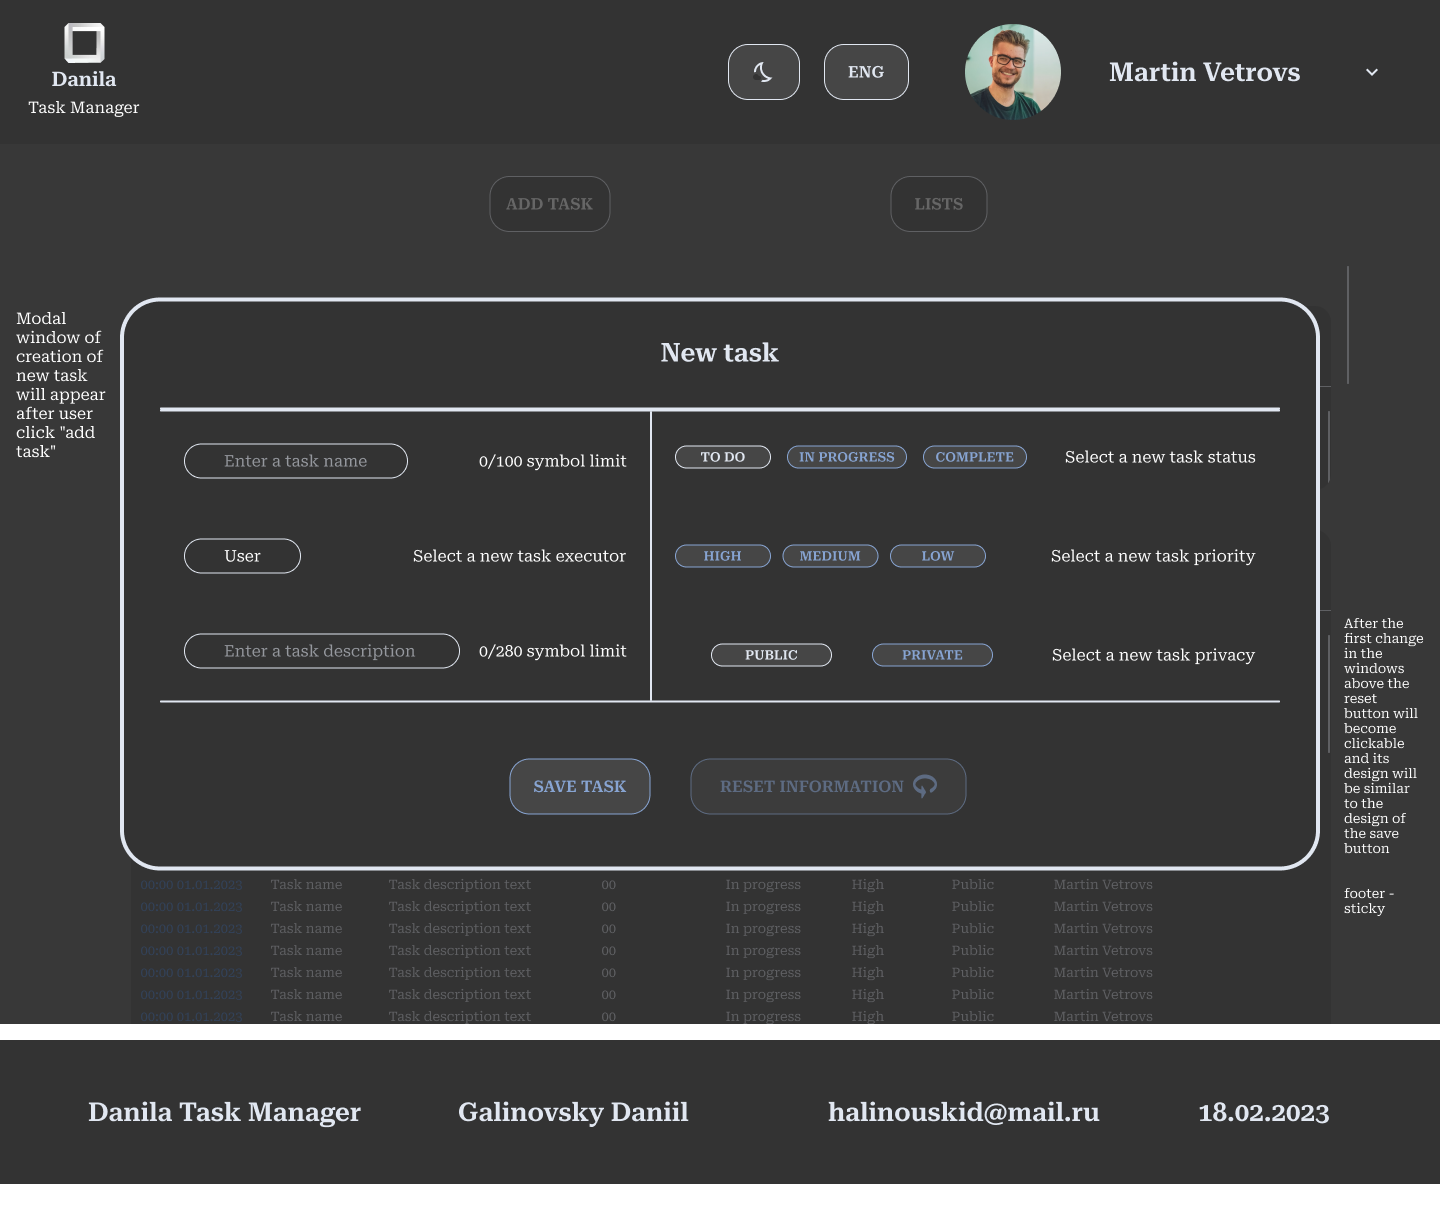 Danila
Task Manager
ENG
Martin Vetrovs
ADD TASK
LISTS
Modal
window of
creation of
new task
will appear
after user
click "add
task"
New task
Enter a task name
0/100 symbol limit
TO DO
IN PROGRESS
COMPLETE
Select a new task status
User
Select a new task executor
HIGH
MEDIUM
LOW
Select a new task priority
Enter a task description
0/280 symbol limit
PUBLIC
PRIVATE
Select a new task privacy
SAVE TASK
RESET INFORMATION
After the
first change
in the
windows
above the
reset
button will
become
clickable
and its
design will
be similar
to the
design of
the save
button
footer -
sticky
00:00 01.01.2023 Task name Task description text 00 In progress High Public Martin Vetrovs
00:00 01.01.2023 Task name Task description text 00 In progress High Public Martin Vetrovs
00:00 01.01.2023 Task name Task description text 00 In progress High Public Martin Vetrovs
00:00 01.01.2023 Task name Task description text 00 In progress High Public Martin Vetrovs
00:00 01.01.2023 Task name Task description text 00 In progress High Public Martin Vetrovs
00:00 01.01.2023 Task name Task description text 00 In progress High Public Martin Vetrovs
00:00 01.01.2023 Task name Task description text 00 In progress High Public Martin Vetrovs
Danila Task Manager
Galinovsky Daniil
halinouskid@mail.ru
18.02.2023